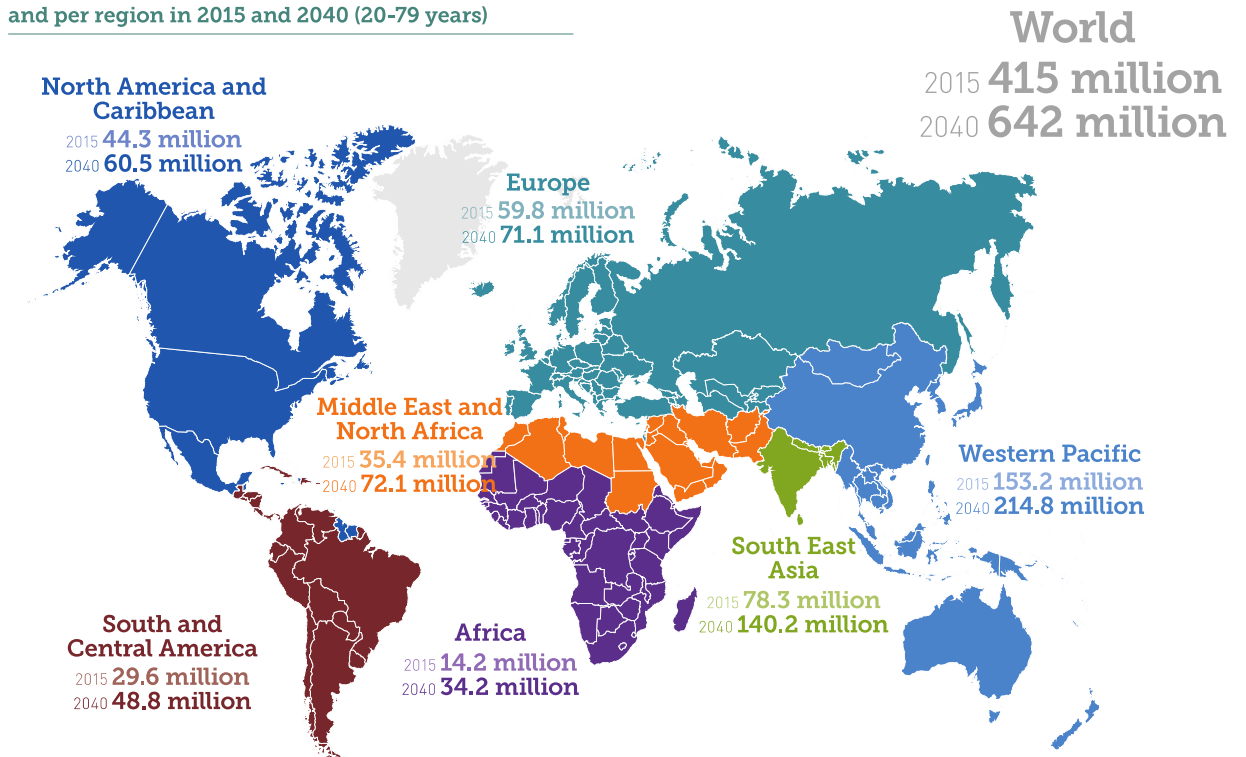 and per region in 2015 and 2040 (20-79 years)
World
2015 415 million
2040 642 million
North America and
Caribbean
2015 44.3 million
2040 60.5 million
Europe
2015 59.8 million
2040 71.1 million
Middle East and
North Africa
2015 35.4 million
2040 72.1 million
Western Pacific
2015 153.2 million
2040 214.8 million
South East
Asia
2015 78.3 million
2040 140.2 million
South and
Central America
2015 29.6 million
2040 48.8 million
Africa
2015 14.2 million
2040 34.2 million